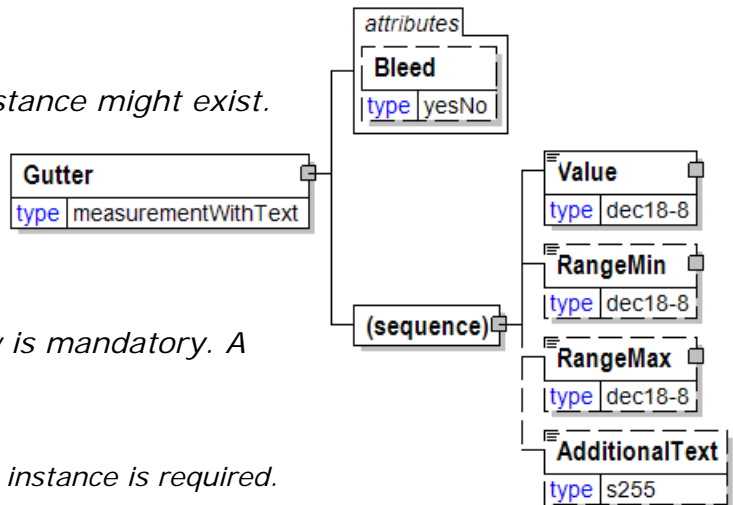 attributes
Bleed
type yesNo
stance might exist.
Gutter
type measurementWithText
Value
type dec18-8
RangeMin
type dec18-8
(sequence)
is mandatory. A
RangeMax
type dec18-8
AdditionalText
type s255
instance is required.